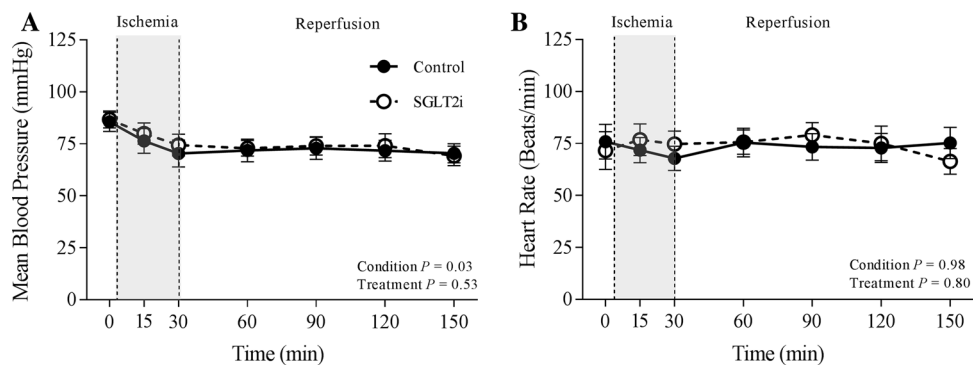 A
Ischemia
Reperfusion
125
100
75
50
25
0
Mean Blood Pressure (mmHg)
Control
SGLT2i
Condition P = 0.03
Treatment P = 0.53
0 15 30 60 90 120 150
Time (min)
B
Ischemia
Reperfusion
125
100
75
50
25
0
Heart Rate (Beats/min)
Condition P = 0.98
Treatment P = 0.80
0 15 30 60 90 120 150
Time (min)